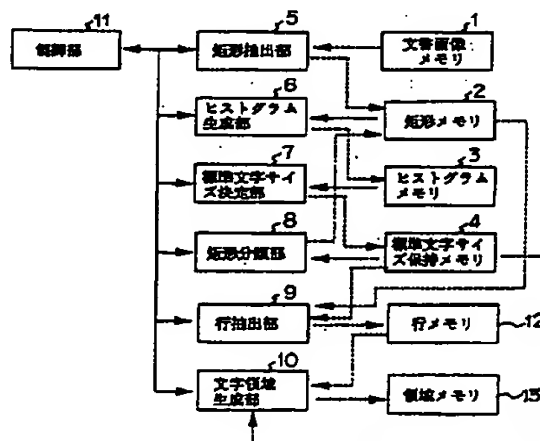 11
制御部
5
矩形抽出部
1
文書画像
メモリ
6
ヒストグラム
生成部
2
矩形メモリ
7
標準文字サイ
ズ決定部
3
ヒストグラム
メモリ
8
矩形分類部
4
標準文字サイ
ズ保持メモリ
9
行抽出部
行メモリ
12
10
文字領域
生成部
領域メモリ
13